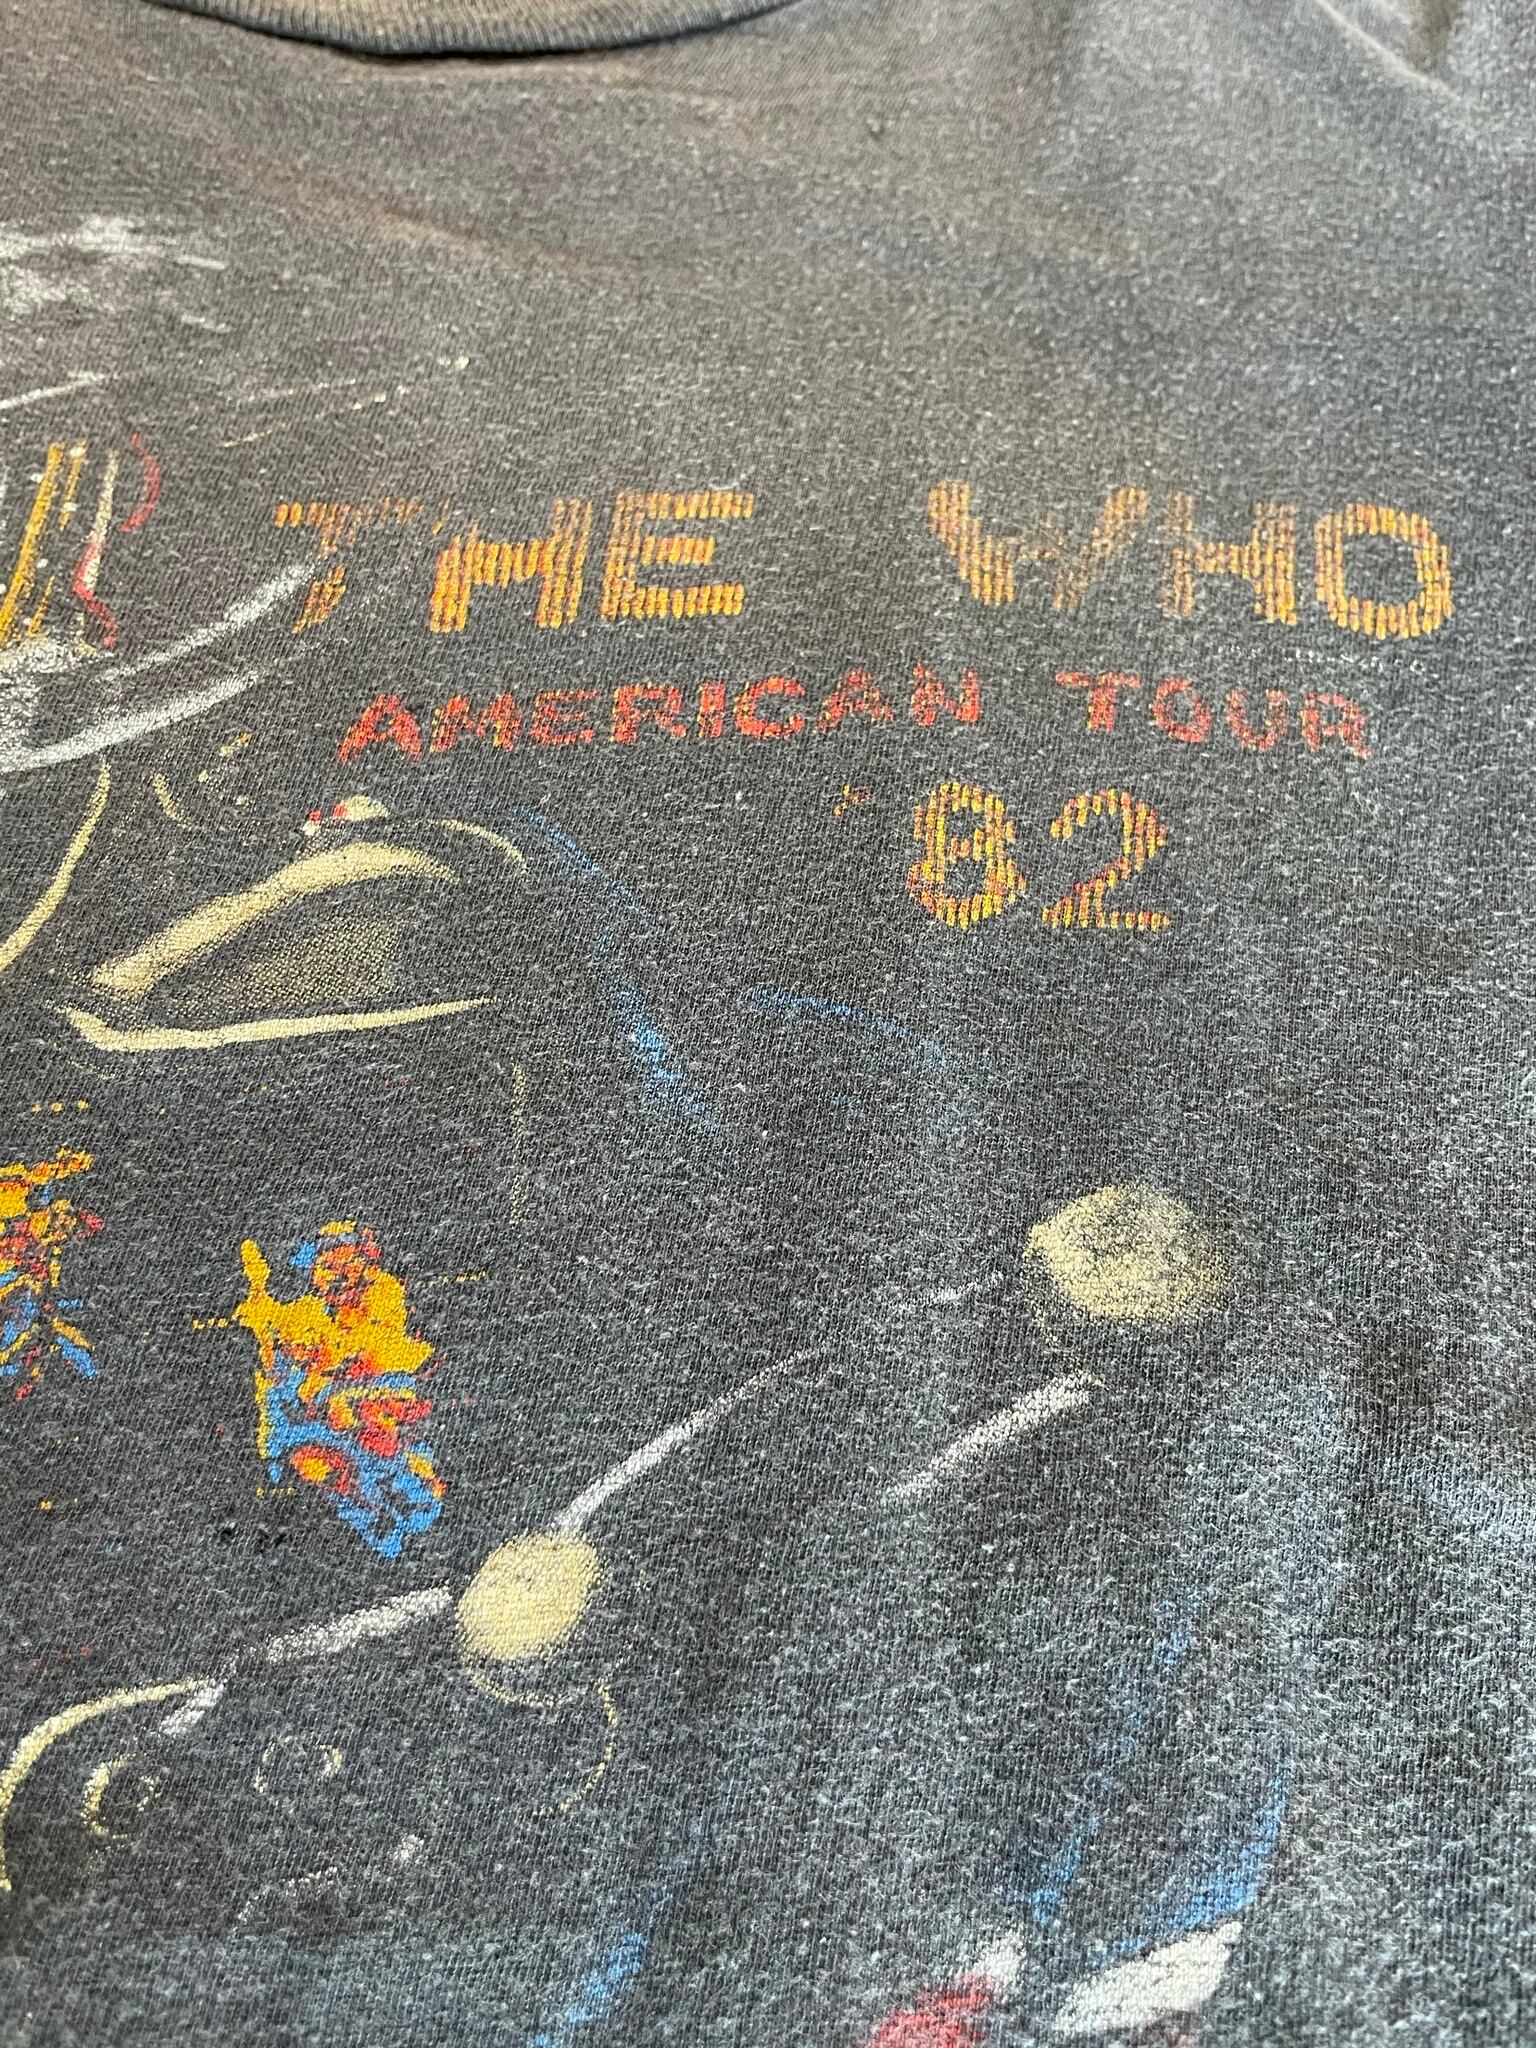 THE WHO
AMERICAN TOUR
'82